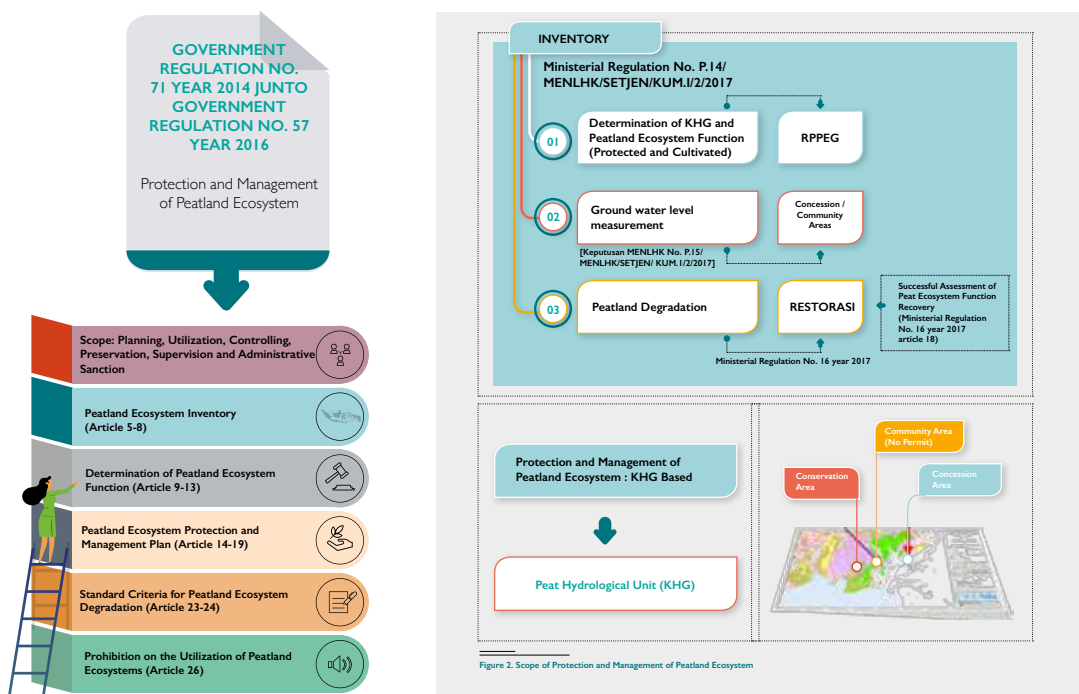 GOVERNMENT
REGULATION NO.
71 YEAR 2014 JUNTO
GOVERNMENT
REGULATION NO. 57
YEAR 2016
Protection and Management
of Peatland Ecosystem
Scope: Planning, Utilization, Controlling,
Preservation, Supervision and Administrative
Sanction
Peatland Ecosystem Inventory
(Article 5-8)
Determination of Peatland Ecosystem
Function (Article 9-13)
Peatland Ecosystem Protection and
Management Plan (Article 14-19)
Standard Criteria for Peatland Ecosystem
Degradation (Article 23-24)
Prohibition on the Utilization of Peatland
Ecosystems (Article 26)
INVENTORY
Ministerial Regulation No. P.14/
MENLHK/SETJEN/KUM.I/2/2017
01
Determination of KHG and
Peatland Ecosystem Function
(Protected and Cultivated)
RPPEG
02
Ground water level
measurement
Concession /
Community
Areas
[Keputusan MENLHK No. P.15/
MENLHK/SETJEN/ KUM.1/2/2017]
03
Peatland Degradation
RESTORASI
Successful Assessment of
Peat Ecosystem Function
Recovery
(Ministerial Regulation
No. 16 year 2017
article 18)
Ministerial Regulation No. 16 year 2017
Protection and Management of
Peatland Ecosystem : KHG Based
Peat Hydrological Unit (KHG)
Community Area
(No Permit)
Conservation
Area
Concession
Area
Figure 2. Scope of Protection and Management of Peatland Ecosystem